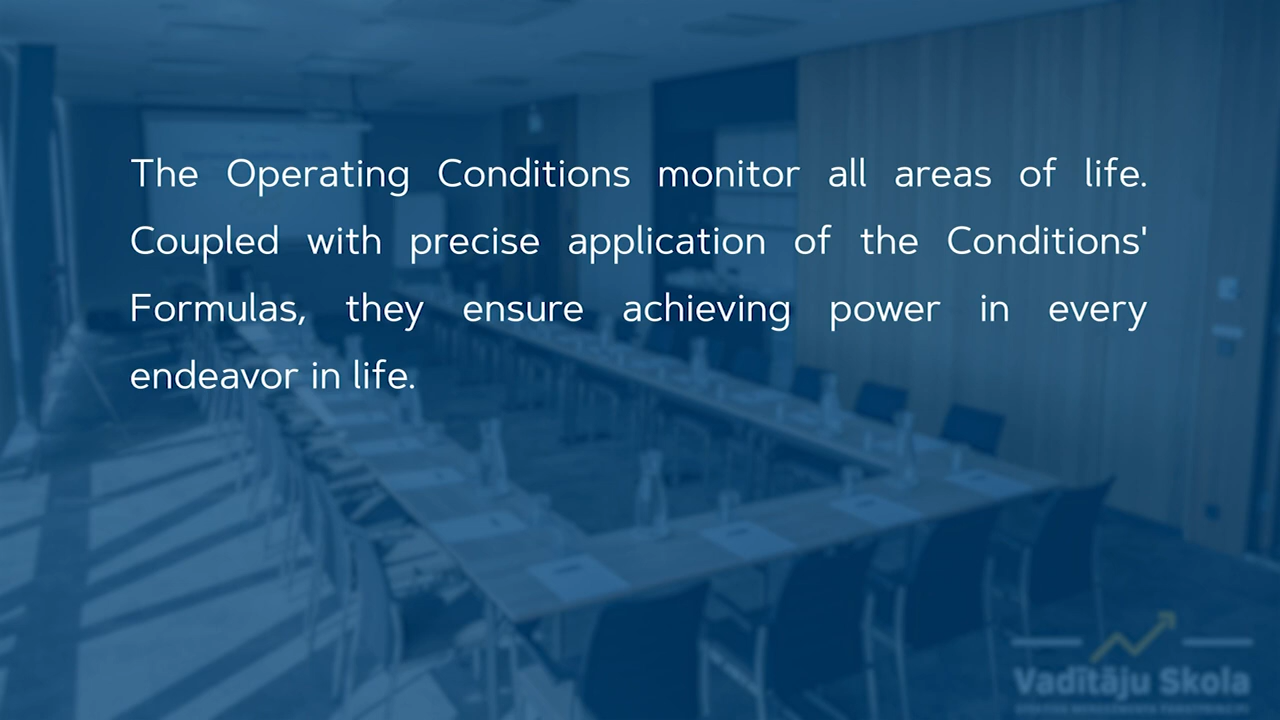 The Operating Conditions monitor all areas of life.
Coupled with precise application of the Conditions'
Formulas, they ensure achieving power in every
endeavor in life.
Vadītāju Skola